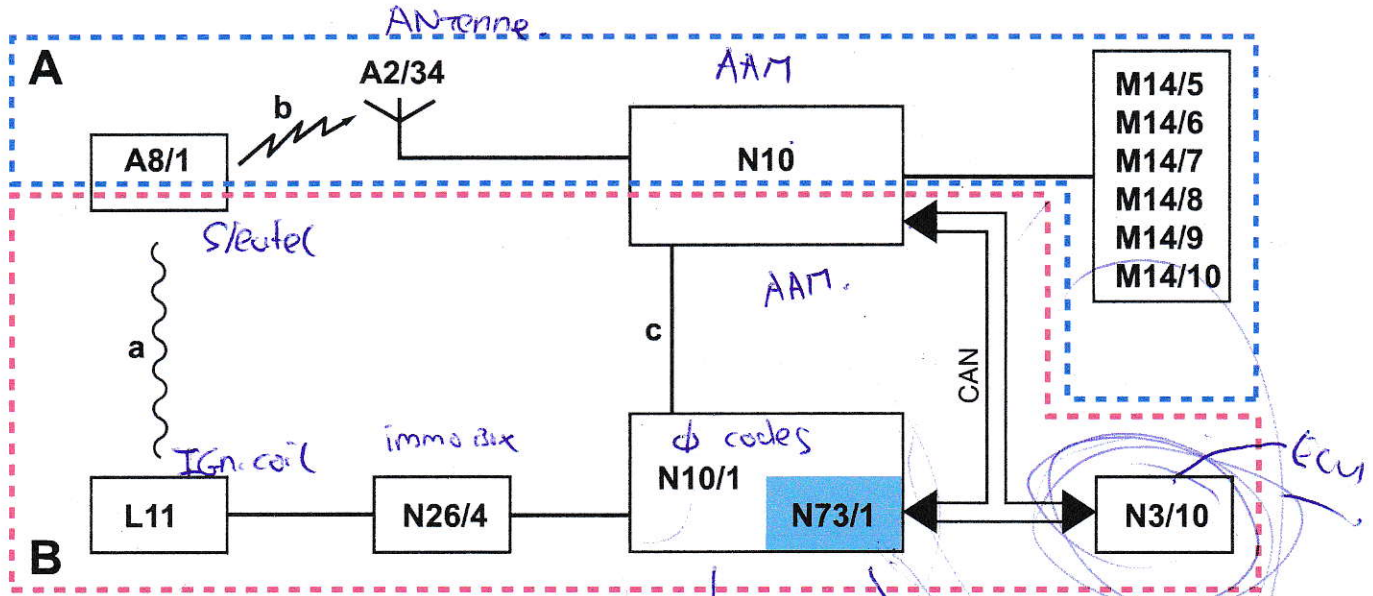 ANTenne.
A
A2/34
AAM
M14/5
M14/6
M14/7
M14/8
M14/9
M14/10
b
A8/1
N10
Sleutel
AAM.
a
c
CAN
IGn. coil
immo Box
ϕ codes
ECU
L11
N26/4
N10/1
N73/1
N3/10
B